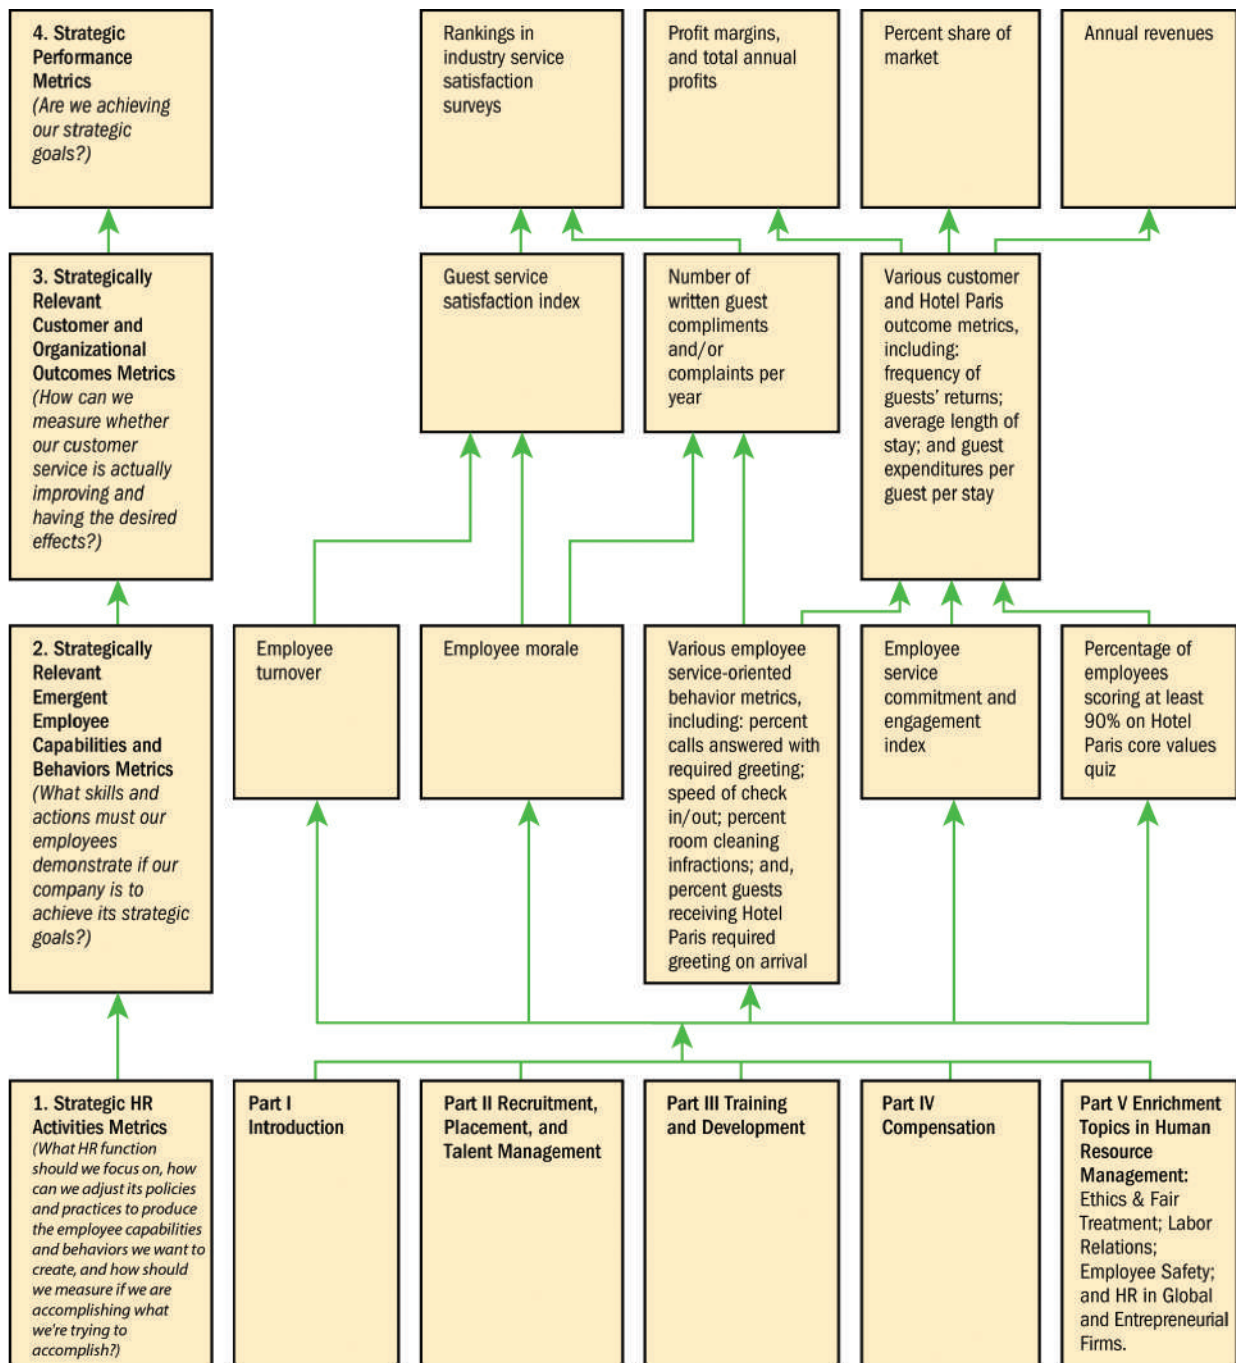 4. Strategic
Performance
Metrics
(Are we achieving
our strategic
goals?)
Rankings in
industry service
satisfaction
surveys
Profit margins,
and total annual
profits
Percent share of
market
Annual revenues
3. Strategically
Relevant
Customer and
Organizational
Outcomes Metrics
(How can we
measure whether
our customer
service is actually
improving and
having the desired
effects?)
Guest service
satisfaction index
Number of
written guest
compliments
and/or
complaints per
year
Various customer
and Hotel Paris
outcome metrics,
including:
frequency of
guests' returns;
average length of
stay; and guest
expenditures per
guest per stay
2. Strategically
Relevant
Emergent
Employee
Capabilities and
Behaviors Metrics
(What skills and
actions must our
employees
demonstrate if our
company is to
achieve its strategic
goals?)
Employee
turnover
Employee morale
Various employee
service-oriented
behavior metrics,
including: percent
calls answered with
required greeting;
speed of check
in/out; percent
room cleaning
infractions; and,
percent guests
receiving Hotel
Paris required
greeting on arrival
Employee
service
commitment and
engagement
index
Percentage of
employees
scoring at least
90% on Hotel
Paris core values
quiz
1. Strategic HR
Activities Metrics
(What HR function
should we focus on, how
can we adjust its policies
and practices to produce
the employee capabilities
and behaviors we want to
create, and how should
we measure if we are
accomplishing what
we're trying to
accomplish?)
Part I
Introduction
Part II Recruitment,
Placement, and
Talent Management
Part III Training
and Development
Part IV
Compensation
Part V Enrichment
Topics in Human
Resource
Management:
Ethics & Fair
Treatment; Labor
Relations;
Employee Safety;
and HR in Global
and Entrepreneurial
Firms.